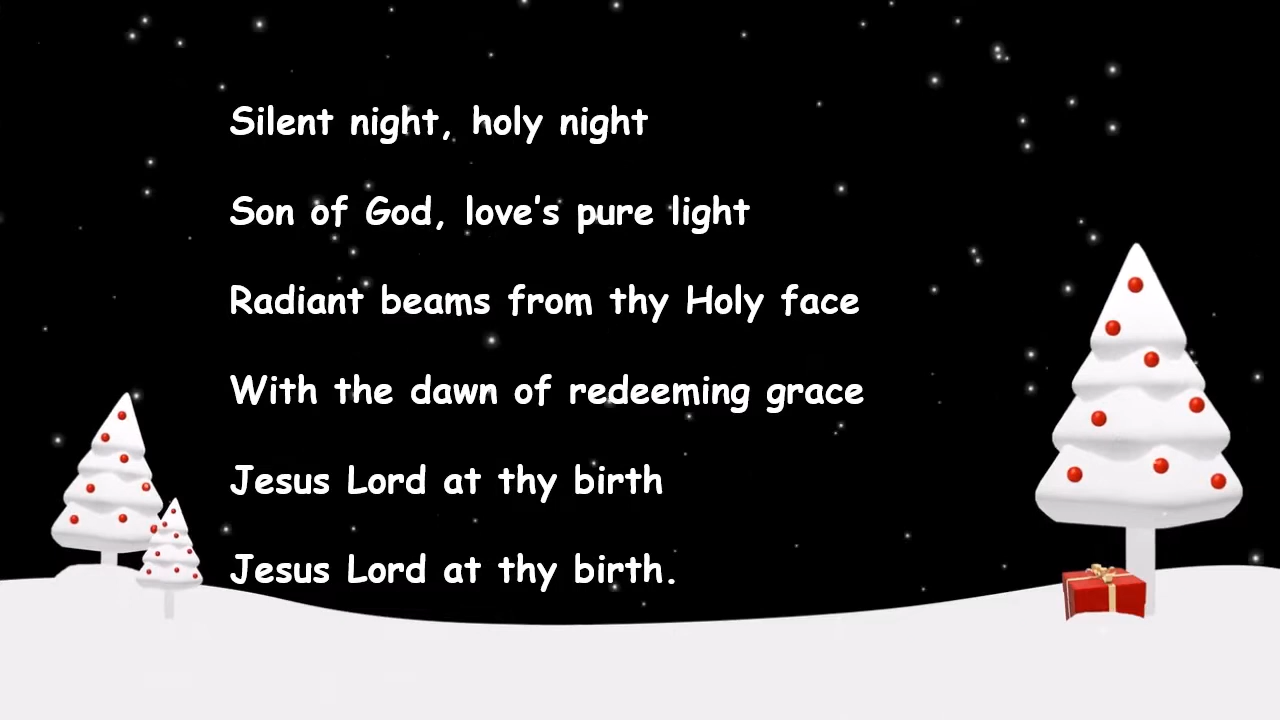 Silent night, holy night
Son of God, love's pure light
Radiant beams from thy Holy face
With the dawn of redeeming grace
Jesus Lord at thy birth
Jesus Lord at thy birth.